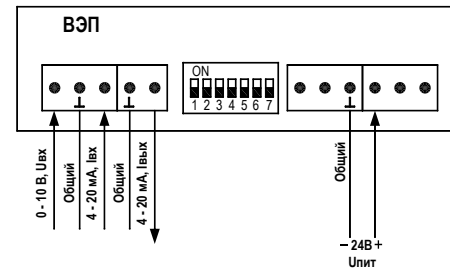 ВЭП
ON
1 2 3 4 5 6 7
0 - 10 В, Uвх
Общий
4 - 20 мА, Iвх
Общий
4 - 20 мА, Iвых
Общий
− 24В +
Uпит